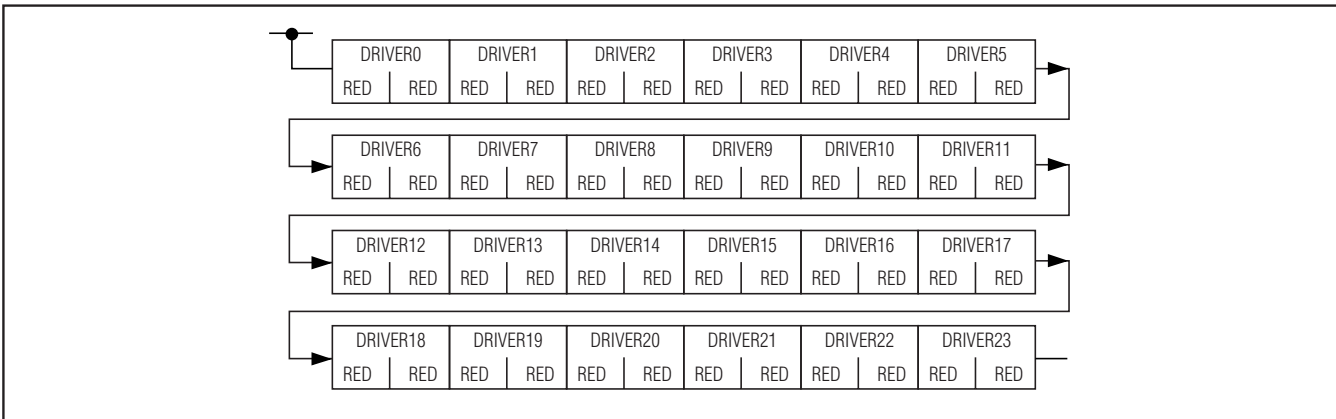 DRIVER0 DRIVER1 DRIVER2 DRIVER3 DRIVER4 DRIVER5
RED RED RED RED RED RED RED RED RED RED RED RED
DRIVER6 DRIVER7 DRIVER8 DRIVER9 DRIVER10 DRIVER11
RED RED RED RED RED RED RED RED RED RED RED RED
DRIVER12 DRIVER13 DRIVER14 DRIVER15 DRIVER16 DRIVER17
RED RED RED RED RED RED RED RED RED RED RED RED
DRIVER18 DRIVER19 DRIVER20 DRIVER21 DRIVER22 DRIVER23
RED RED RED RED RED RED RED RED RED RED RED RED